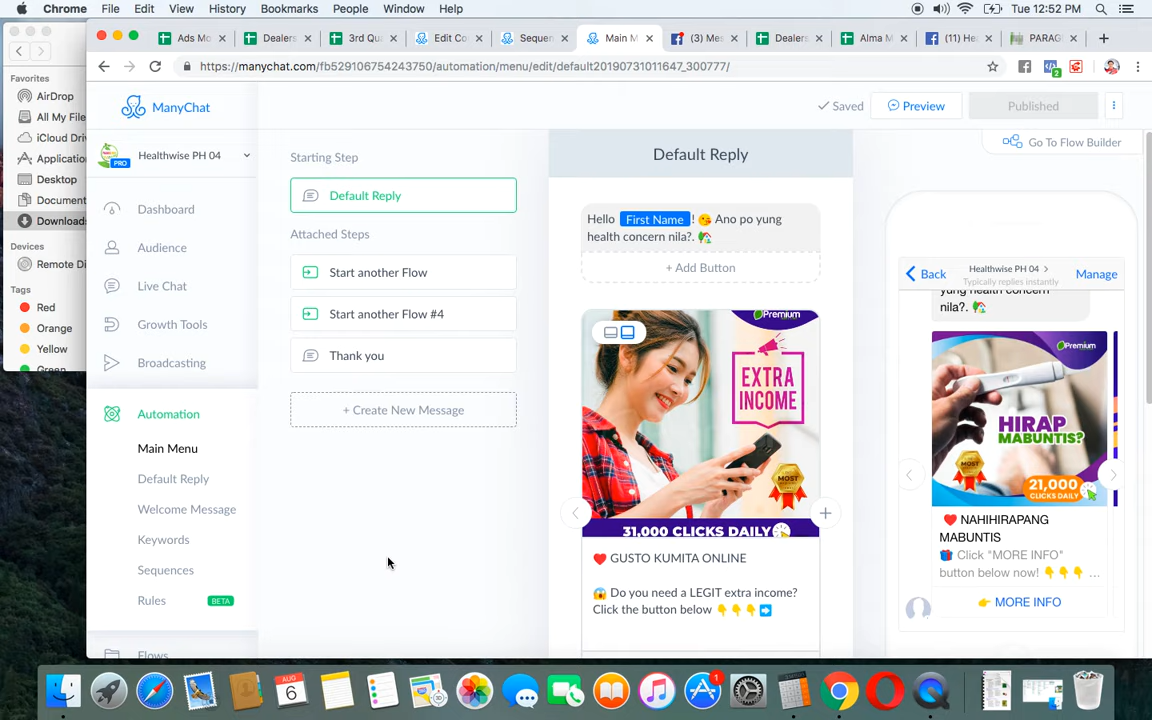 Chrome File Edit View History Bookmarks People Window Help Tue 12:52 PM
Ads Mo Dealers 3rd Qua Edit Co Sequen Main M (3) Mes Dealers Alma M (11) He PARAG
https://manychat.com/fb529106754243750/automation/menu/edit/default20190731011647_300777/
2
Favorites
AirDrop
All My File
iCloud Driv
Application
Desktop
Document
Downloads
Devices
Remote Di
Tags
Red
Orange
Yellow
Green
ManyChat
Saved
Preview
Published
Healthwise PH 04
PRO
Dashboard
Audience
Live Chat
Growth Tools
Broadcasting
Automation
Main Menu
Default Reply
Welcome Message
Keywords
Sequences
Rules BETA
Flows
Starting Step
Default Reply
Attached Steps
Start another Flow
Start another Flow #4
Thank you
+ Create New Message
Default Reply
Hello First Name ! 😘 Ano po yung
health concern nila?. 🏡
+ Add Button
Premium
EXTRA
INCOME
MOST
31,000 CLICKS DAILY
❤️ GUSTO KUMITA ONLINE
😱 Do you need a LEGIT extra income?
Click the button below 👇👇👇➡️
Go To Flow Builder
Back
Healthwise PH 04 >
Typically replies instantly
Manage
yung health concern
nila?. 🏡
Premium
HIRAP
MABUNTIS?
MOST
21,000
CLICKS DAILY
❤️ NAHIHIRAPANG
MABUNTIS
🎁 Click "MORE INFO"
button below now! 👇👇👇 ...
👉 MORE INFO
AUG
6
1